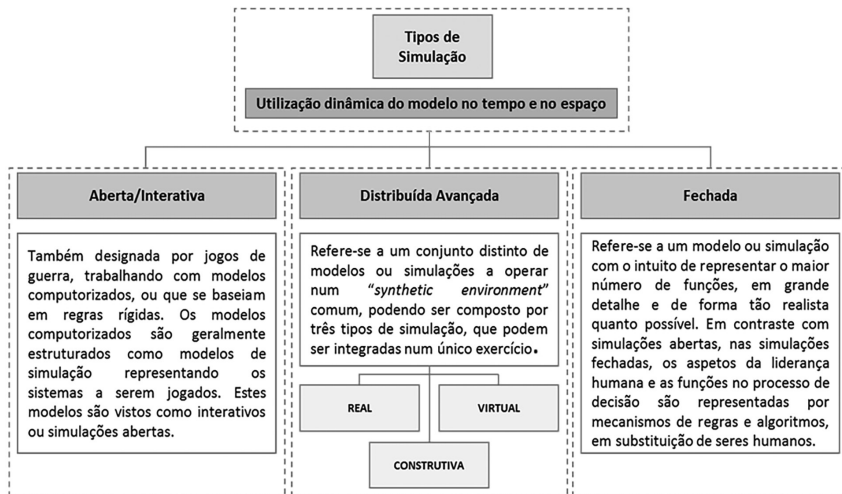 Tipos de
Simulação
Utilização dinâmica do modelo no tempo e no espaço
Aberta/Interativa
Também designada por jogos de
guerra, trabalhando com modelos
computorizados, ou que se baseiam
em regras rígidas. Os modelos
computorizados são geralmente
estruturados como modelos de
simulação representando os
sistemas a serem jogados. Estes
modelos são vistos como interativos
ou simulações abertas.
Distribuída Avançada
Refere-se a um conjunto distinto de
modelos ou simulações a operar
num “synthetic environment”
comum, podendo ser composto por
três tipos de simulação, que podem
ser integradas num único exercício.
REAL
VIRTUAL
CONSTRUTIVA
Fechada
Refere-se a um modelo ou simulação
com o intuito de representar o maior
número de funções, em grande
detalhe e de forma tão realista
quanto possível. Em contraste com
simulações abertas, nas simulações
fechadas, os aspetos da liderança
humana e as funções no processo de
decisão são representadas por
mecanismos de regras e algoritmos,
em substituição de seres humanos.